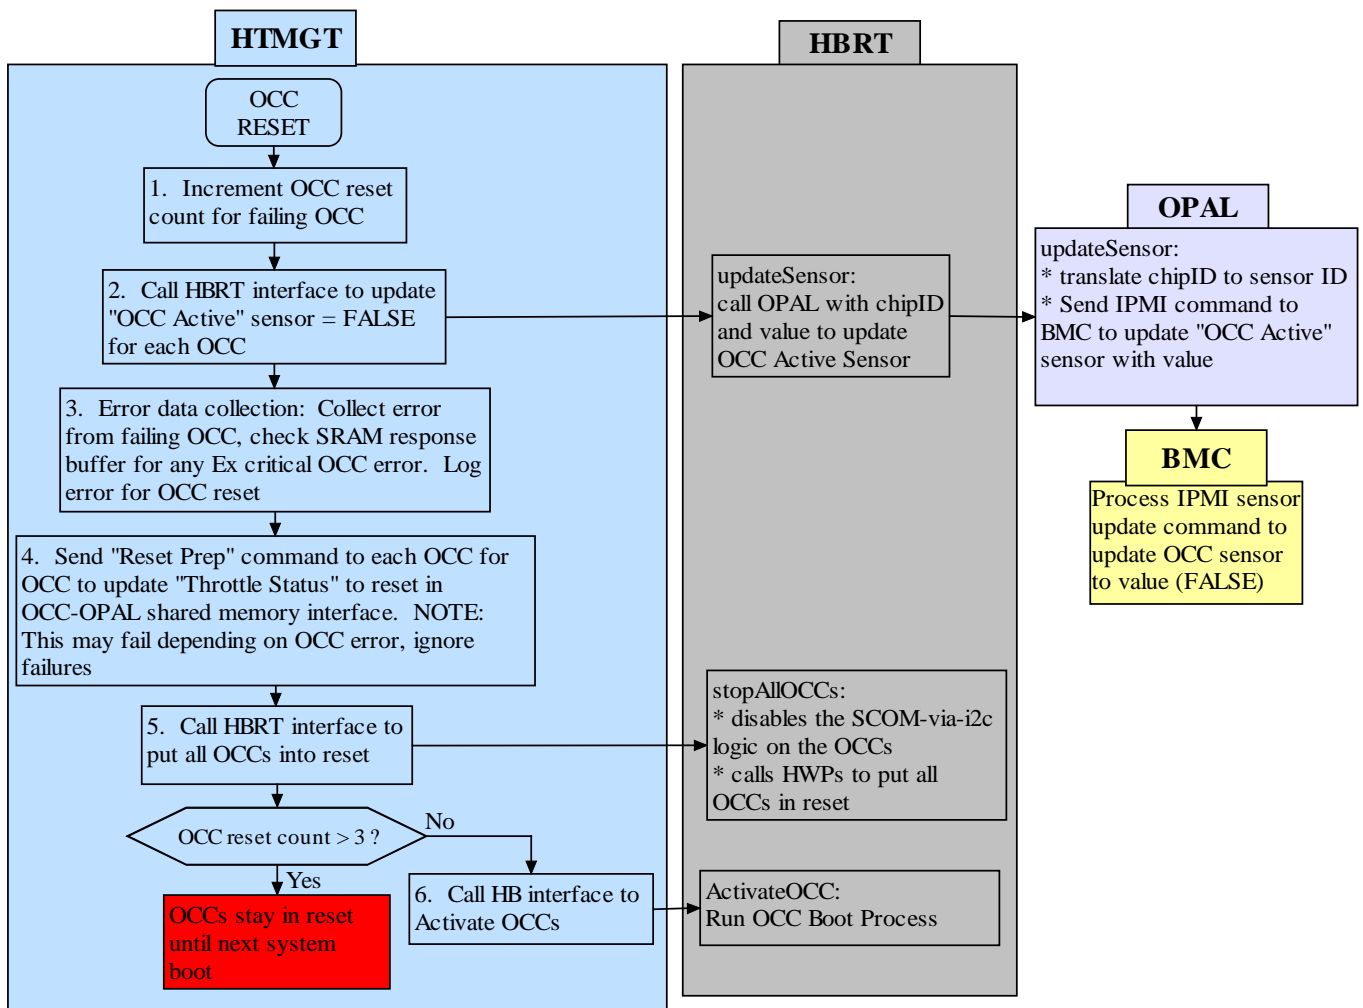 HTMGT
OCC
RESET
1.  Increment OCC reset
count for failing OCC
2.  Call HBRT interface to update
"OCC Active" sensor = FALSE
for each OCC
3.  Error data collection:  Collect error
from failing OCC, check SRAM response
buffer for any Ex critical OCC error.  Log
error for OCC reset
4.  Send "Reset Prep" command to each OCC for
OCC to update "Throttle Status" to reset in
OCC-OPAL shared memory interface.  NOTE:
This may fail depending on OCC error, ignore
failures
5.  Call HBRT interface to
put all OCCs into reset
OCC reset count > 3 ?
No
Yes
OCCs stay in reset
until next system
boot
6.  Call HB interface to
Activate OCCs
HBRT
updateSensor:
call OPAL with chipID
and value to update
OCC Active Sensor
stopAllOCCs:
* disables the SCOM-via-i2c
logic on the OCCs
* calls HWPs to put all
OCCs in reset
ActivateOCC:
Run OCC Boot Process
OPAL
updateSensor:
* translate chipID to sensor ID
* Send IPMI command to
BMC to update "OCC Active"
sensor with value
BMC
Process IPMI sensor
update command to
update OCC sensor
to value (FALSE)